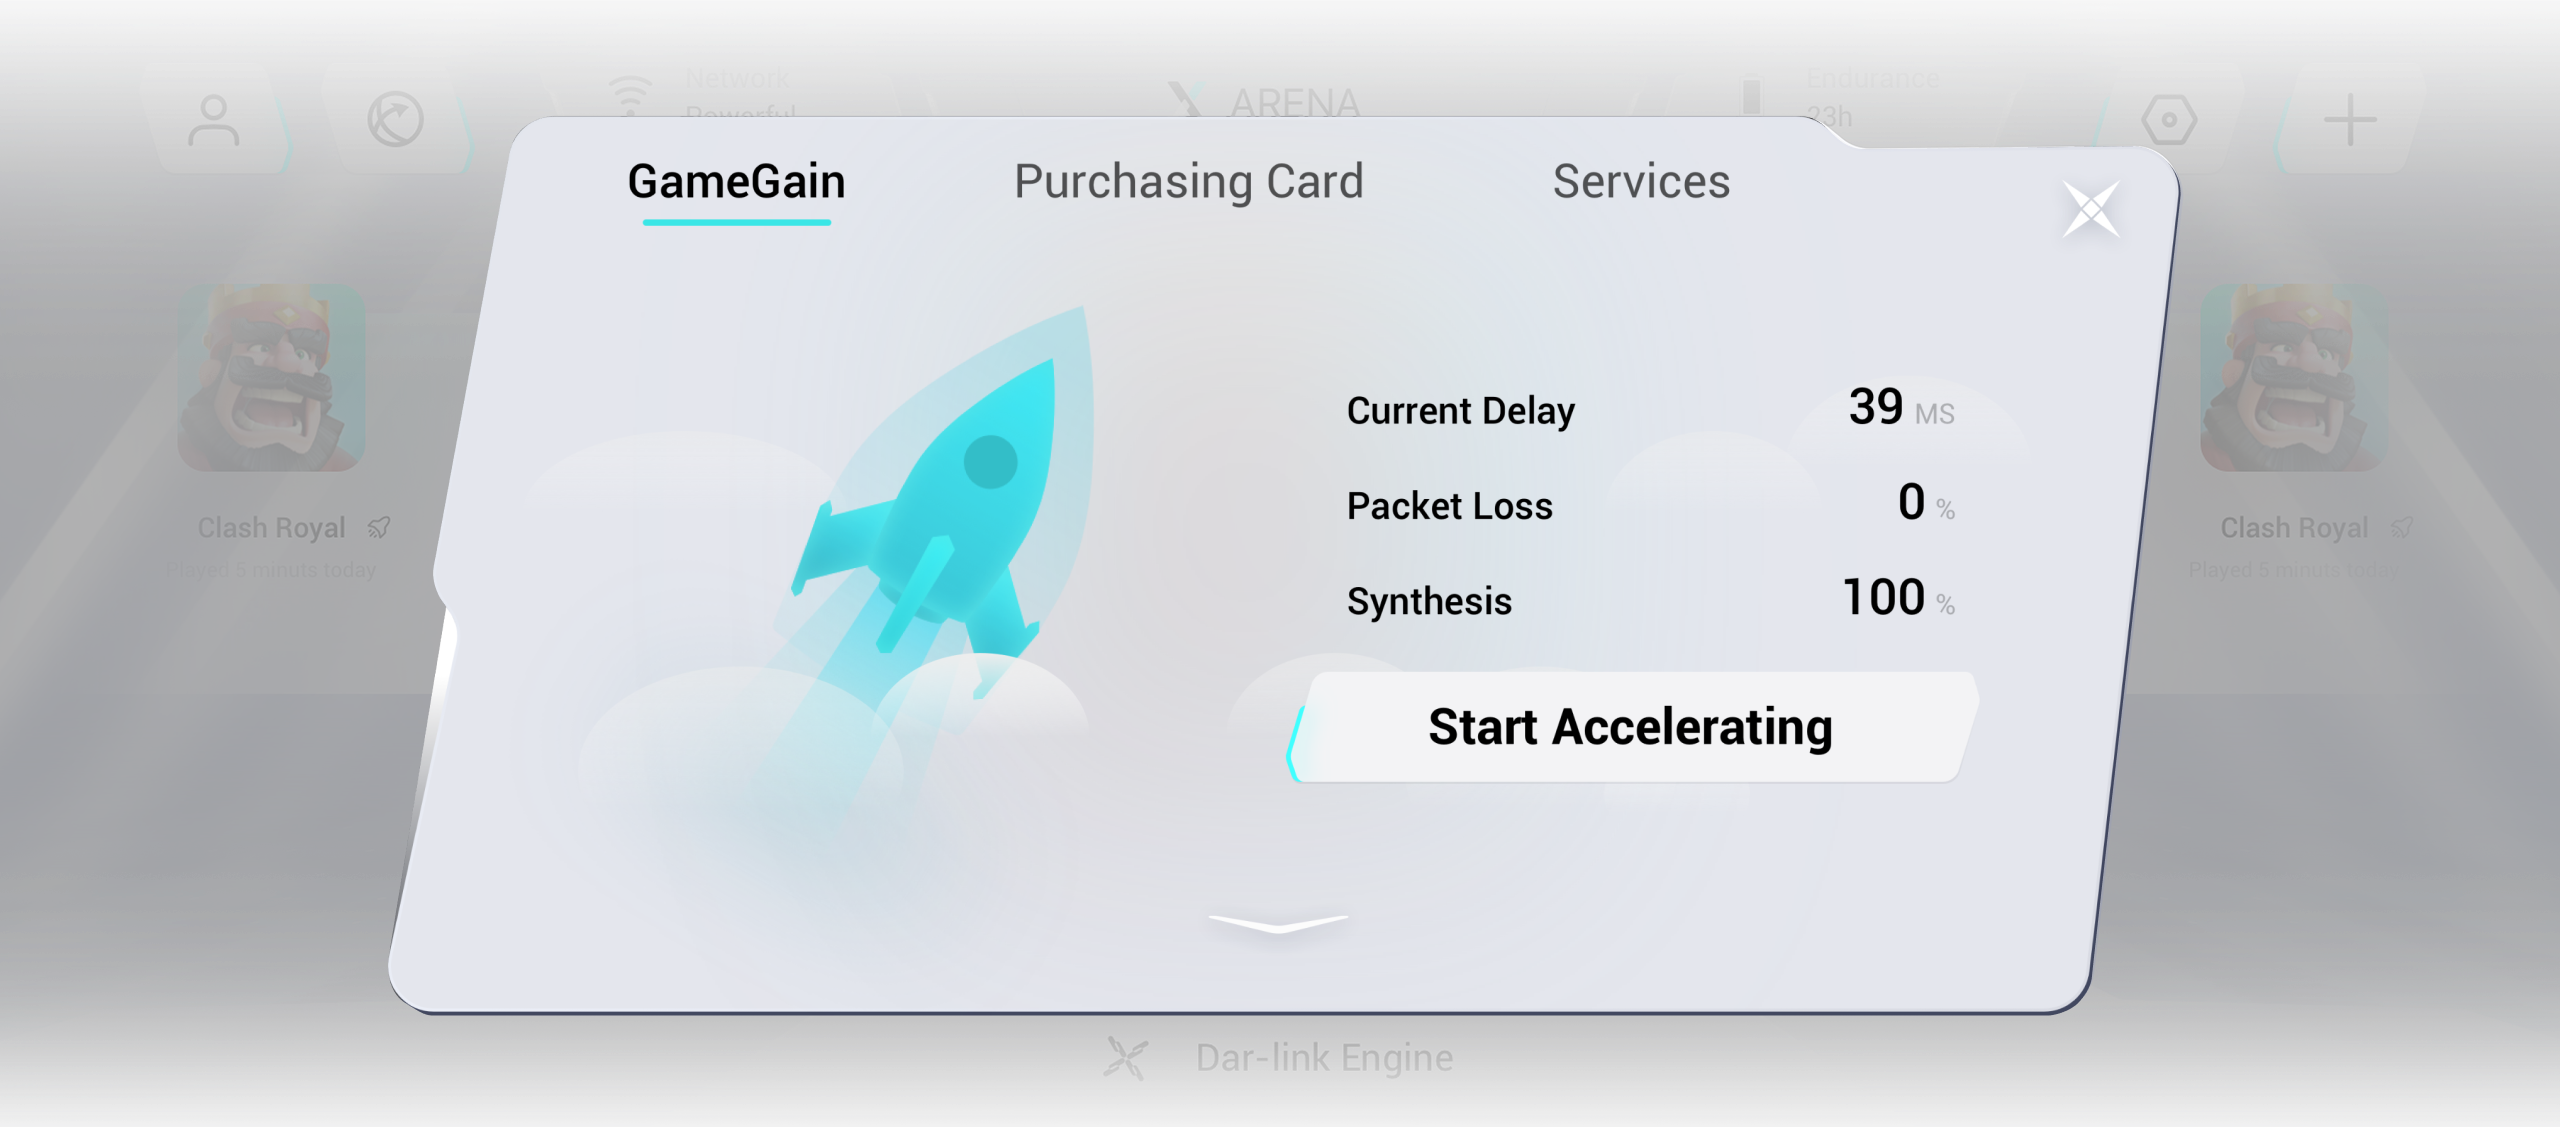 Network
Powerful
ARENA
Endurance
23h
GameGain
Purchasing Card
Services
Current Delay
39 MS
Packet Loss
0 %
Synthesis
100 %
Start Accelerating
Clash Royal
Played 5 minuts today
Clash Royal
Played 5 minuts today
Dar-link Engine